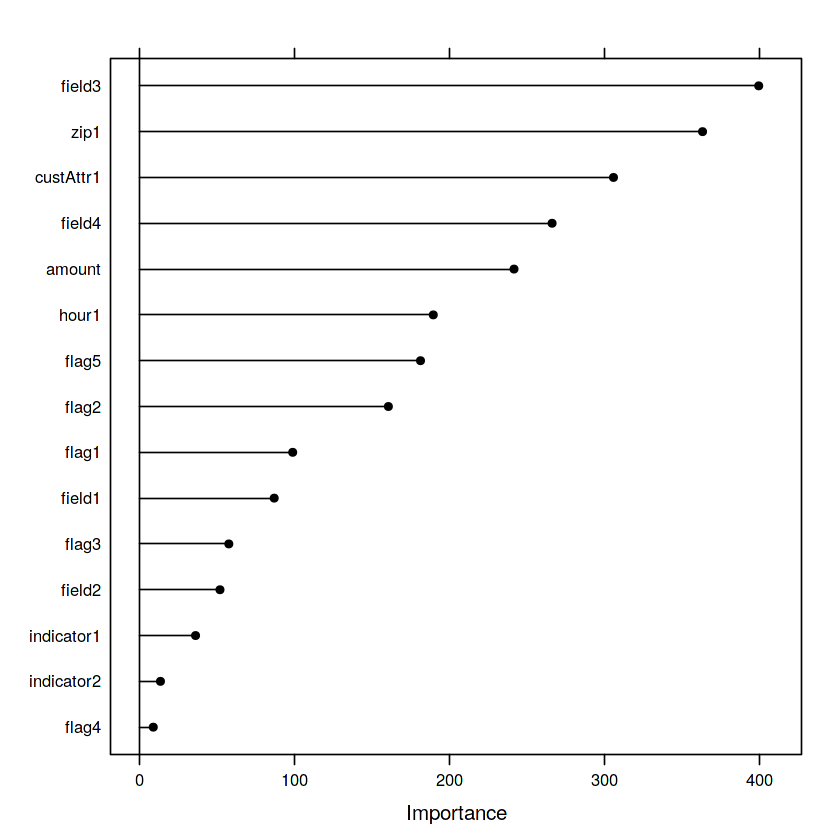 field3
zip1
custAttr1
field4
amount
hour1
flag5
flag2
flag1
field1
flag3
field2
indicator1
indicator2
flag4
0 100 200 300 400
Importance